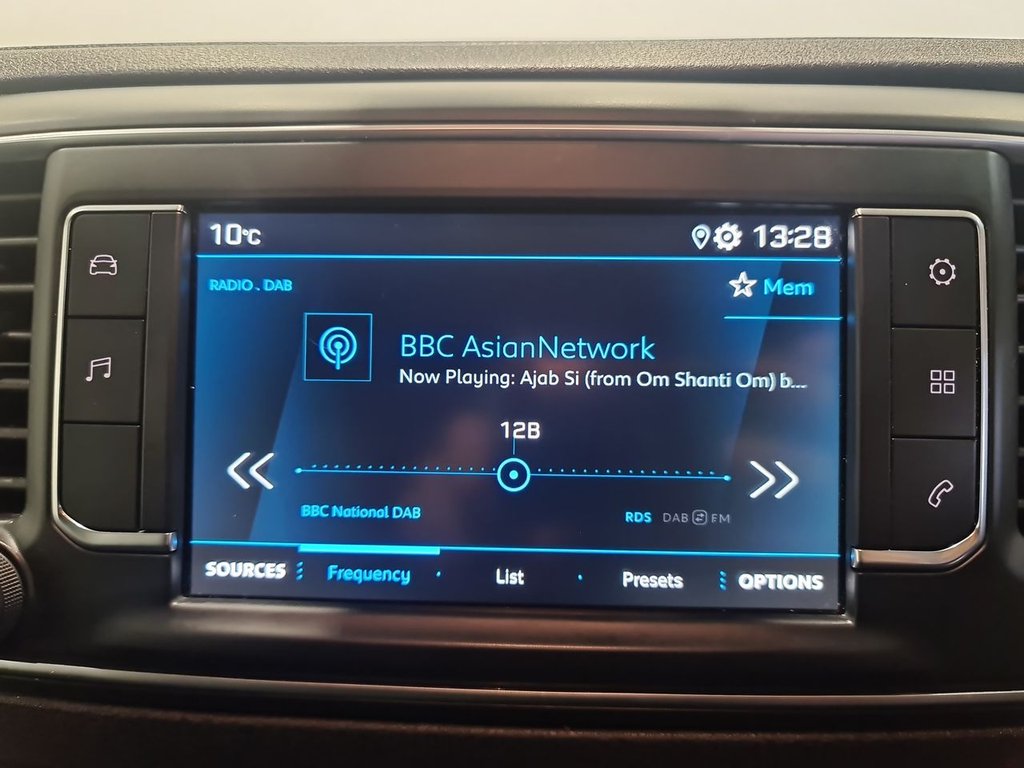 10°C 13:28
RADIO . DAB Mem
BBC AsianNetwork
Now Playing: Ajab Si (from Om Shanti Om) b...
12B
BBC National DAB RDS DAB FM
SOURCES Frequency List Presets OPTIONS